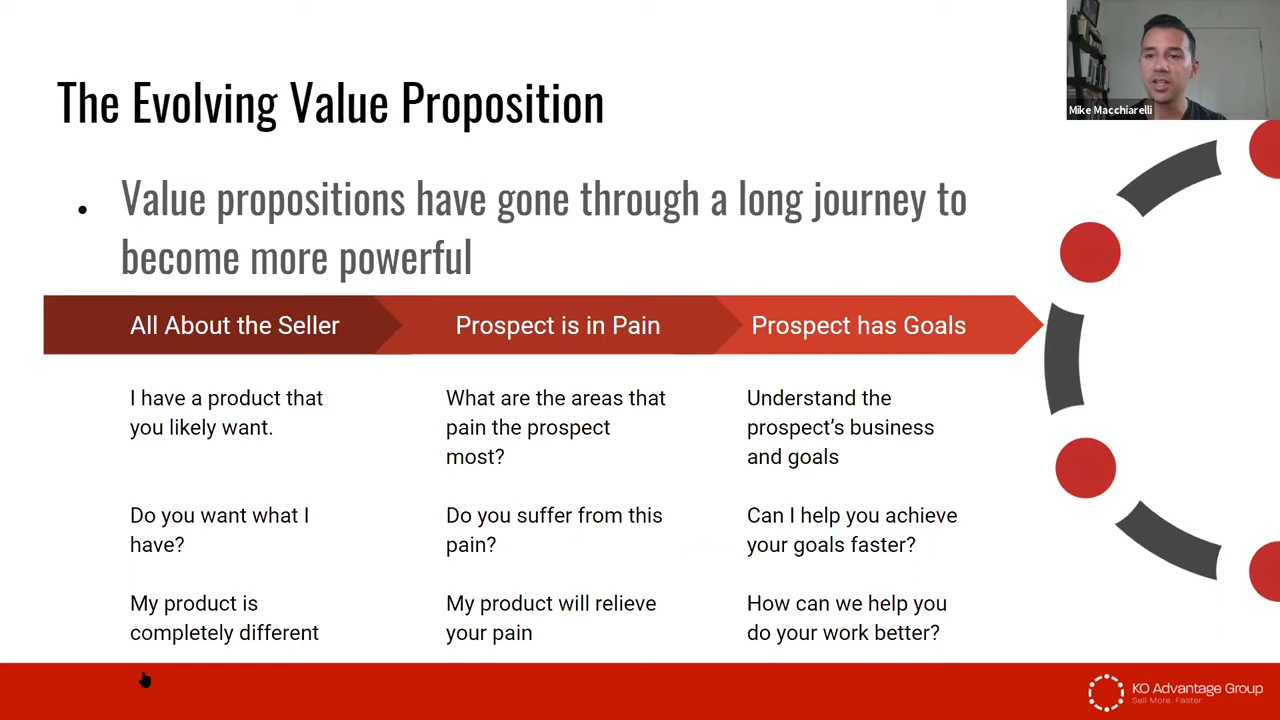 The Evolving Value Proposition
Mike Macchiarelli
• Value propositions have gone through a long journey to
become more powerful
All About the Seller
Prospect is in Pain
Prospect has Goals
I have a product that
you likely want.
Do you want what I
have?
My product is
completely different
What are the areas that
pain the prospect
most?
Do you suffer from this
pain?
My product will relieve
your pain
Understand the
prospect’s business
and goals
Can I help you achieve
your goals faster?
How can we help you
do your work better?
KO Advantage Group
Sell More. Faster.